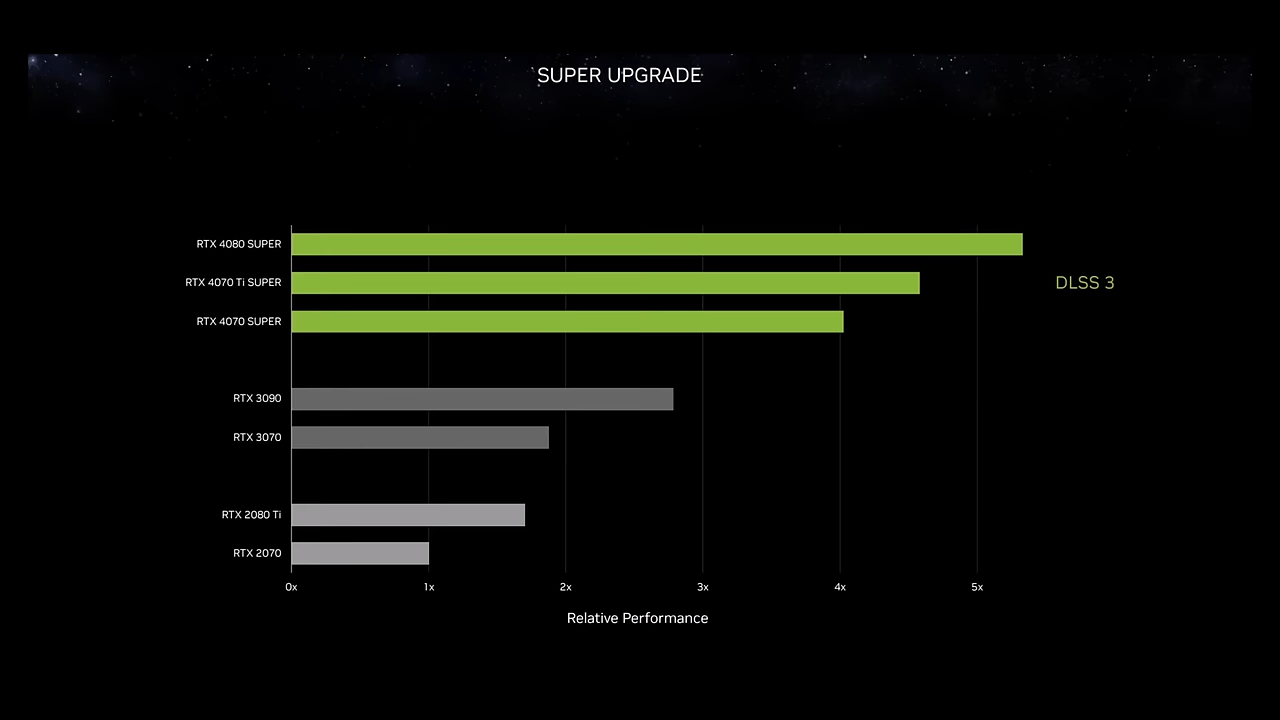 SUPER UPGRADE
RTX 4080 SUPER
RTX 4070 Ti SUPER
DLSS 3
RTX 4070 SUPER
RTX 3090
RTX 3070
RTX 2080 Ti
RTX 2070
0x 1x 2x 3x 4x 5x
Relative Performance